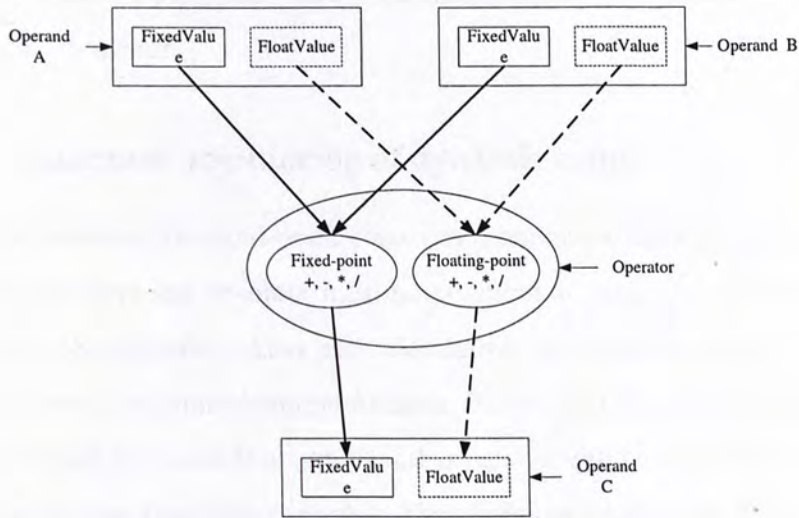 Operand
A
FixedValu
e
FloatValue
FixedValu
e
FloatValue
Operand B
Fixed-point
+, -, *, /
Floating-point
+, -, *, /
Operator
FixedValu
e
FloatValue
Operand
C